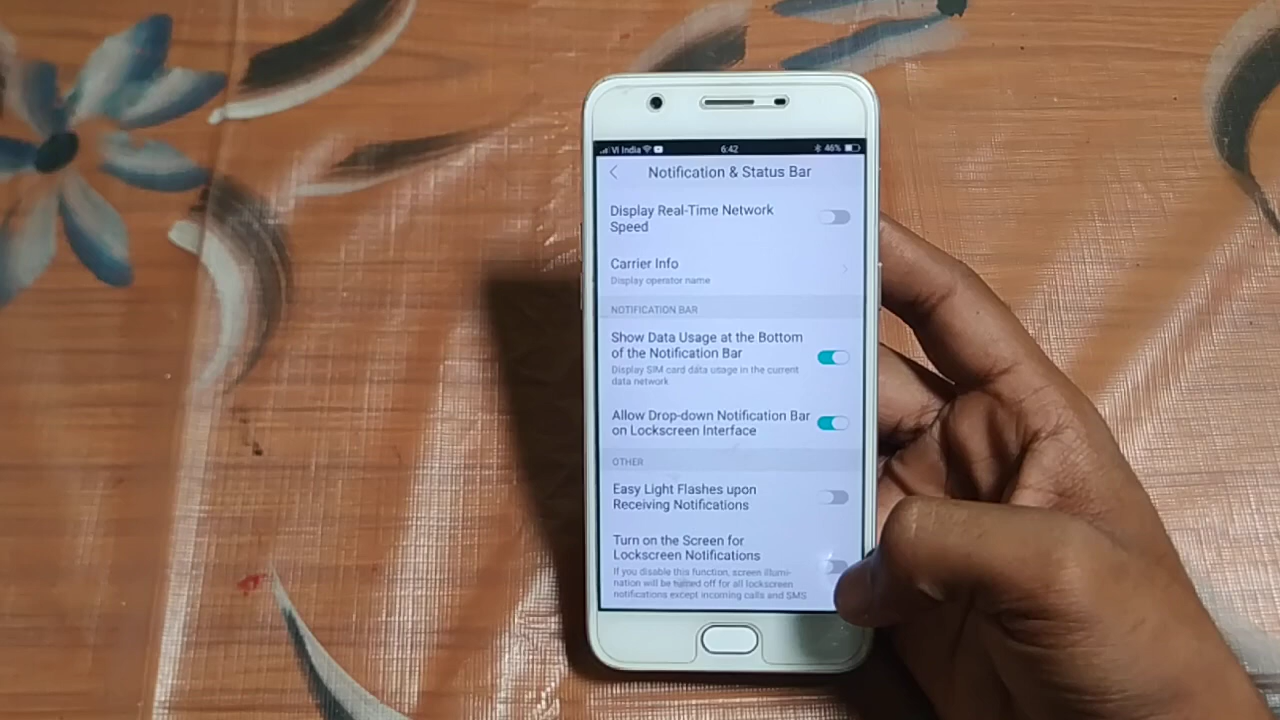 VI India 6:42 46%
Notification & Status Bar
Display Real-Time Network
Speed
Carrier Info
Display operator name
NOTIFICATION BAR
Show Data Usage at the Bottom
of the Notification Bar
Display SIM card data usage in the current
data network
Allow Drop-down Notification Bar
on Lockscreen Interface
OTHER
Easy Light Flashes upon
Receiving Notifications
Turn on the Screen for
Lockscreen Notifications
If you disable this function, screen illumi-
nation will be turned off for all lockscreen
notifications except incoming calls and SMS